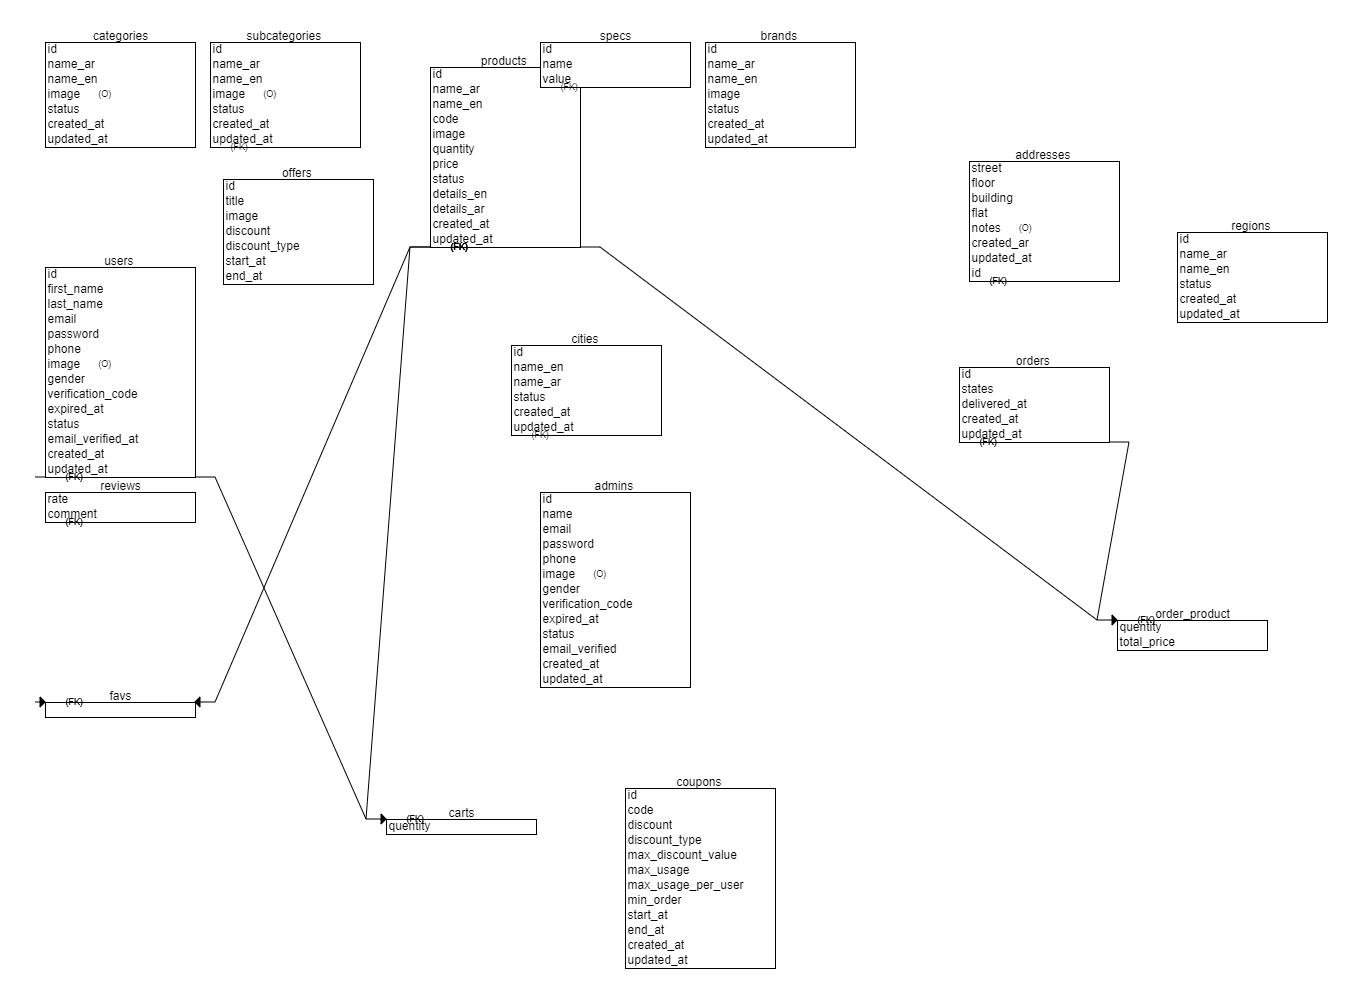 categories
id
name_ar
name_en
image (O)
status
created_at
updated_at
subcategories
id
name_ar
name_en
image (O)
status
created_at
updated_at
(FK)
products
id
name_ar
name_en
code
image
quantity
price
status
details_en
details_ar
created_at
updated_at
(FK)
specs
id
name
value
(FK)
brands
id
name_ar
name_en
image
status
created_at
updated_at
offers
id
title
image
discount
discount_type
start_at
end_at
addresses
street
floor
building
flat
notes (O)
created_ar
updated_at
id
(FK)
regions
id
name_ar
name_en
status
created_at
updated_at
users
id
first_name
last_name
email
password
phone
image (O)
gender
verification_code
expired_at
status
email_verified_at
created_at
updated_at
(FK)
reviews
rate
comment
(FK)
cities
id
name_en
name_ar
status
created_at
updated_at
(FK)
orders
id
states
delivered_at
created_at
updated_at
(FK)
admins
id
name
email
password
phone
image (O)
gender
verification_code
expired_at
status
email_verified
created_at
updated_at
order_product
(FK)
quentity
total_price
favs
(FK)
carts
(FK)
quentity
coupons
id
code
discount
discount_type
max_discount_value
max_usage
max_usage_per_user
min_order
start_at
end_at
created_at
updated_at